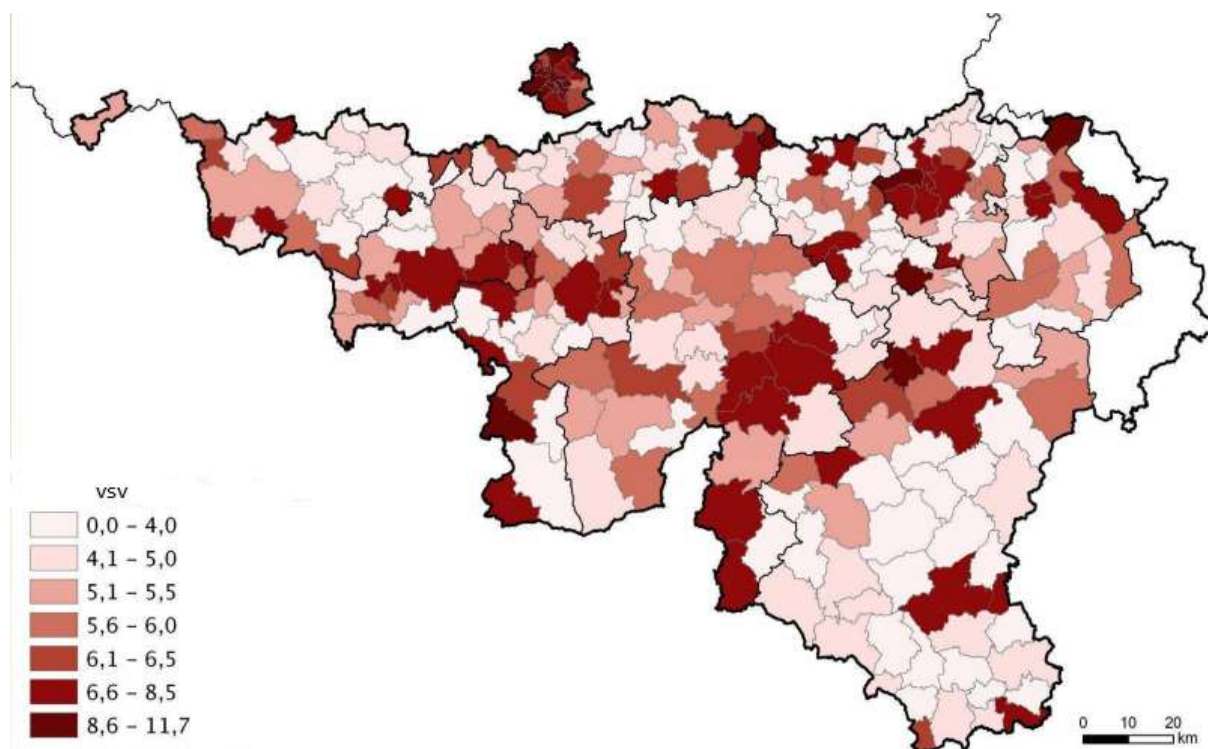 vsv
0,0 – 4,0
4,1 – 5,0
5,1 – 5,5
5,6 – 6,0
6,1 – 6,5
6,6 – 8,5
8,6 – 11,7
0 10 20
km